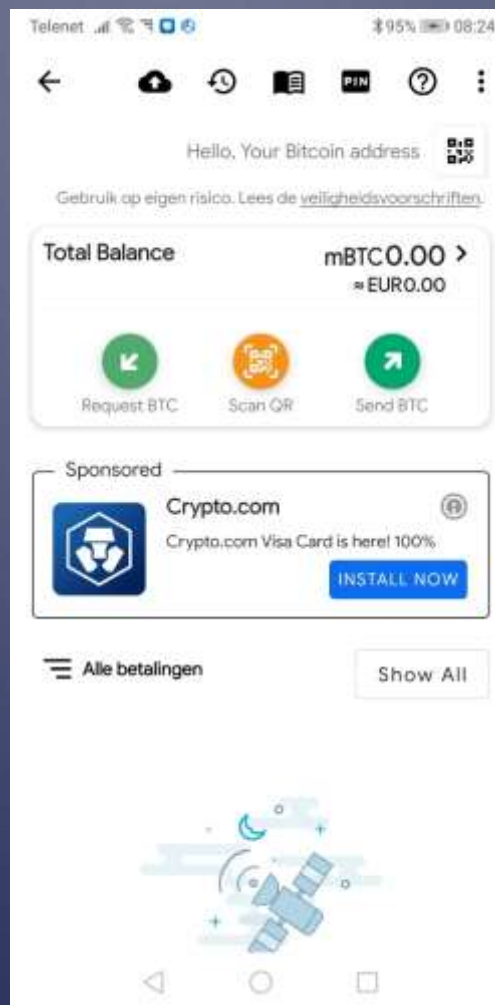 Telenet 95% 08:24
PIN
Hello, Your Bitcoin address
Gebruik op eigen risico. Lees de veiligheidsvoorschriften.
Total Balance mBTC0.00 >
≈EUR0.00
Request BTC Scan QR Send BTC
Sponsored
Crypto.com
Crypto.com Visa Card is here! 100%
INSTALL NOW
Alle betalingen Show All